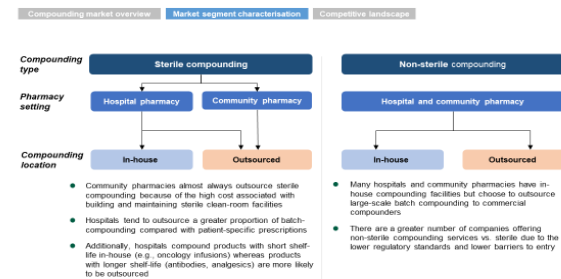 Compounding market overview
Market segment characterisation
Competitive landscape
Compounding type
Sterile compounding
Non-sterile compounding
Pharmacy setting
Hospital pharmacy
Community pharmacy
Hospital and community pharmacy
Compounding location
In-house
Outsourced
In-house
Outsourced
Community pharmacies almost always outsource sterile
compounding because of the high cost associated with
building and maintaining sterile clean-room facilities
Hospitals tend to outsource a greater proportion of batch-
compounding compared with patient-specific prescriptions
Additionally, hospitals compound products with short shelf-
life in-house (e.g., oncology infusions) whereas products
with longer shelf-life (antibodies, analgesics) are more likely
to be outsourced
Many hospitals and community pharmacies have in-
house compounding facilities but choose to outsource
large-scale batch compounding to commercial
compounders
There are a greater number of companies offering
non-sterile compounding services vs. sterile due to the
lower regulatory standards and lower barriers to entry